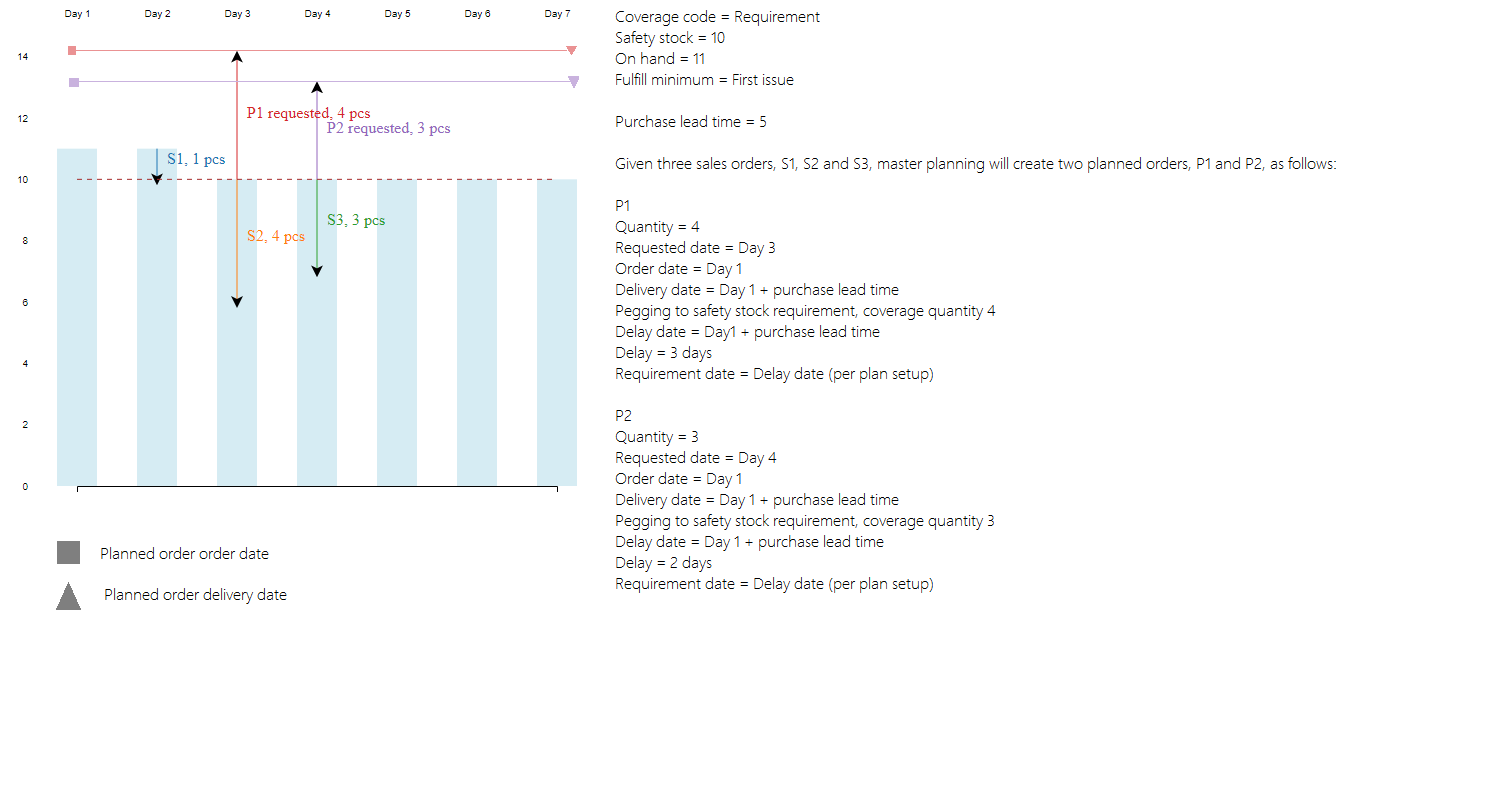 Day 1 Day 2 Day 3 Day 4 Day 5 Day 6 Day 7
14
12
10
8
6
4
2
0
P1 requested, 4 pcs
P2 requested, 3 pcs
S1, 1 pcs
S3, 3 pcs
S2, 4 pcs
Planned order order date
Planned order delivery date
Coverage code = Requirement
Safety stock = 10
On hand = 11
Fulfill minimum = First issue
Purchase lead time = 5
Given three sales orders, S1, S2 and S3, master planning will create two planned orders, P1 and P2, as follows:
P1
Quantity = 4
Requested date = Day 3
Order date = Day 1
Delivery date = Day 1 + purchase lead time
Pegging to safety stock requirement, coverage quantity 4
Delay date = Day1 + purchase lead time
Delay = 3 days
Requirement date = Delay date (per plan setup)
P2
Quantity = 3
Requested date = Day 4
Order date = Day 1
Delivery date = Day 1 + purchase lead time
Pegging to safety stock requirement, coverage quantity 3
Delay date = Day 1 + purchase lead time
Delay = 2 days
Requirement date = Delay date (per plan setup)